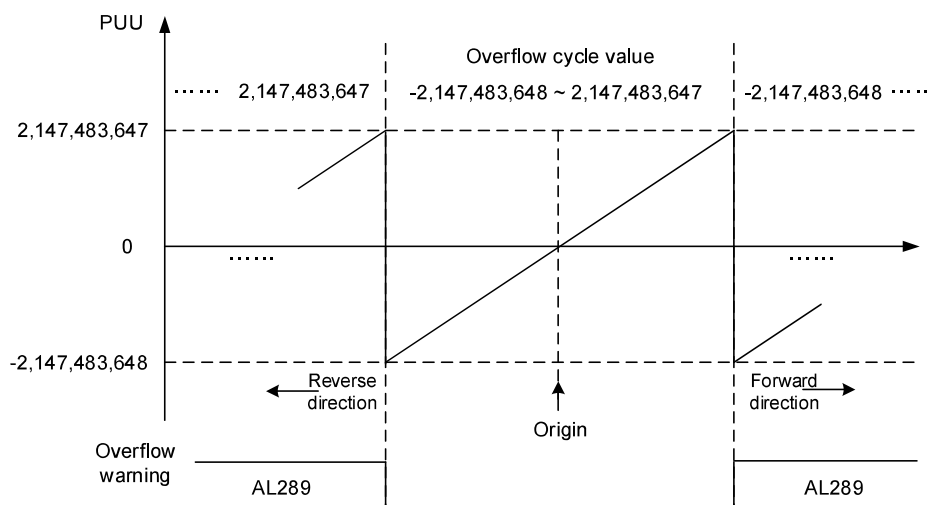 PUU
Overflow cycle value
...... 2,147,483,647
-2,147,483,648 ~ 2,147,483,647
-2,147,483,648 ......
2,147,483,647
0
......
......
-2,147,483,648
Reverse
direction
Forward
direction
Origin
Overflow
warning
AL289
AL289